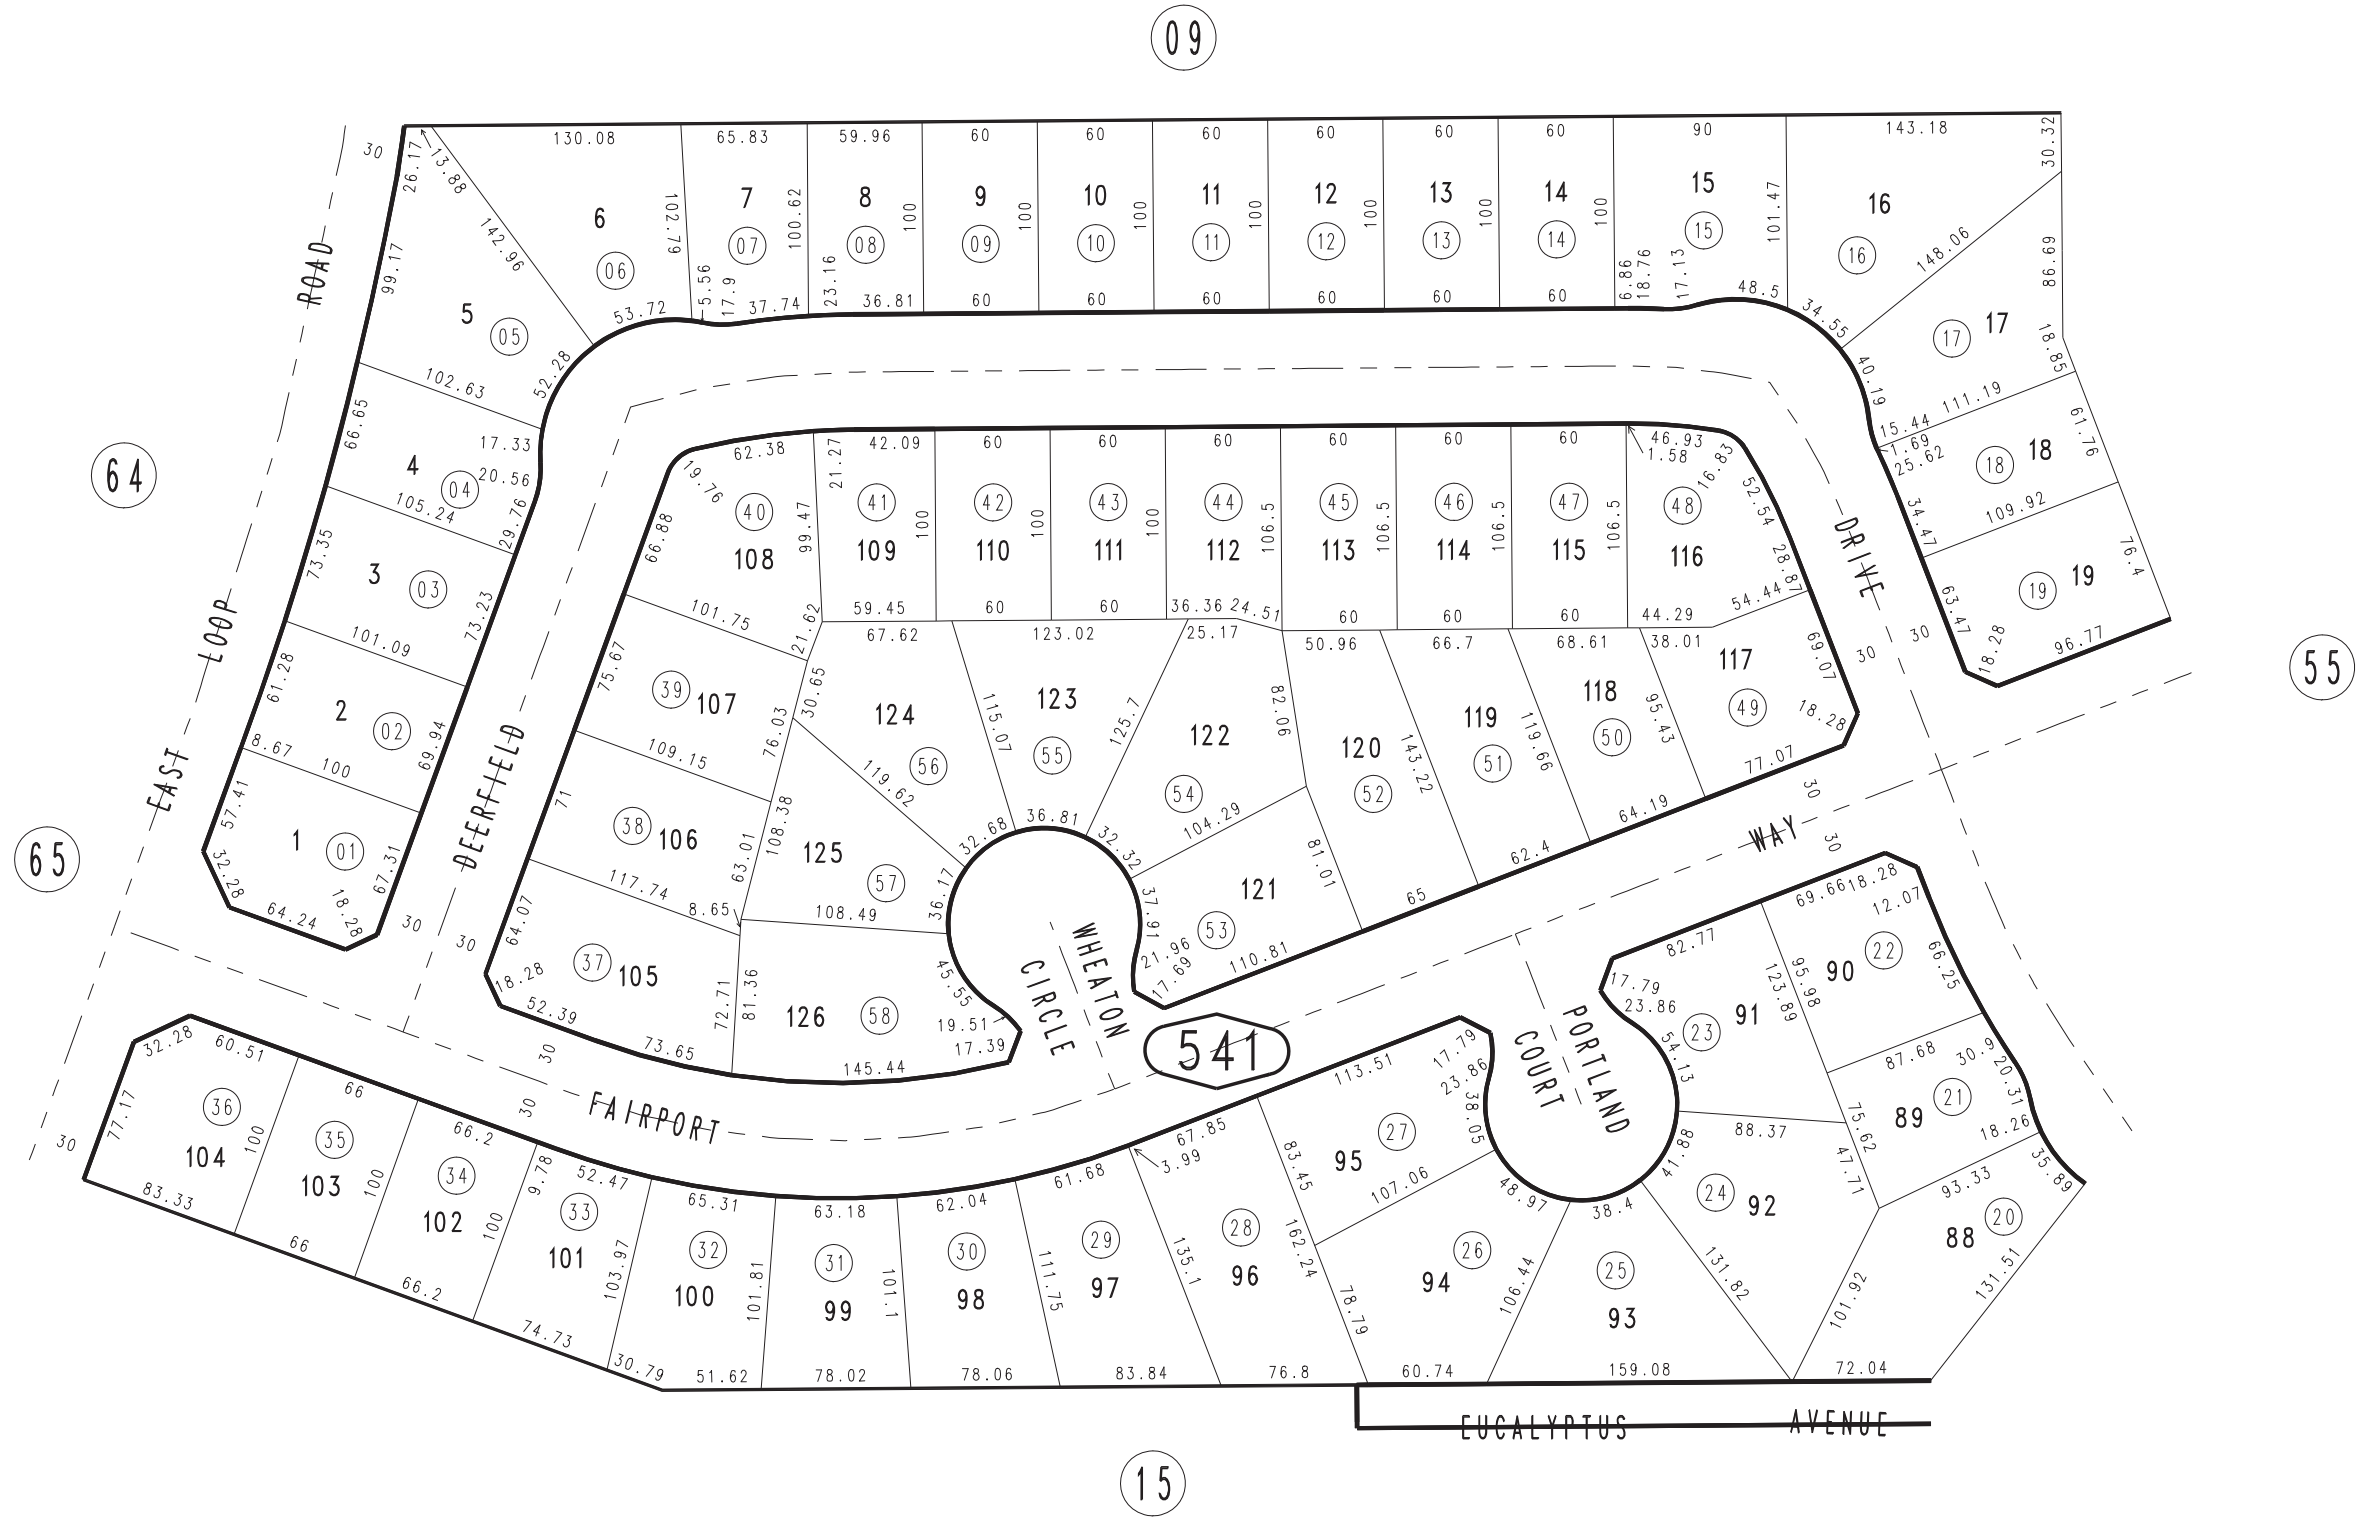 09
130.08 65.83 59.96 60 60 60 60 60 60 90 143.18
30 26.17 13.88 30.32
6 7 8 9 10 11 12 13 14 15 16
102.79 100.62 100 100 100 100 100 100 100 101.47
06 07 08 09 10 11 12 13 14 15 16
142.96 99.17 148.06 86.69
ROAD
5.56 17.9 23.16 6.86 18.76 17.13
53.72 37.74 36.81 60 60 60 60 60 60 48.5 34.55
5 05 17 17 18.85
102.63 52.28 40.19 111.19
66.65 17.33 15.44 61.76
62.38 42.09 60 60 60 60 60 60 46.93 1.58 16.83
1.69 25.62
64
4 04 20.56 19.76 21.27 18 18
105.24 29.76 52.54 34.47 109.92
40 41 42 43 44 45 46 47 48
66.88 99.47 100 100 100 106.5 106.5 106.5 106.5
108 109 110 111 112 113 114 115 116
DRIVE
73.35 28.87 76.4
3 03 19 19
73.23 101.75 21.62 59.45 60 60 36.36 24.51 60 60 60 44.29 54.44 63.47
LOOP
101.09 67.62 123.02 25.17 50.96 66.7 68.61 38.01 30 30 18.28 96.77
61.28 75.67 30.65 69.07
55
2 02 39 107 124 123 122 120 119 118 117
56 55 54 52 51 50 49
69.94 109.15 76.03 115.07 125.7 82.06 143.22 119.66 95.43 18.28
8.67 100 119.62 77.07
EAST
DEERFIELD
57.41 71 108.38 104.29 64.19 30
WAY
30
65
1 01 38 106 125 57
32.28 67.31 117.74 63.01 32.68 36.81 32.32 81.01 62.4
64.24 18.28 8.65 108.49 36.17 37.91 121 53 65
69.66 18.28 12.07
30 30 64.07
WHEATON
CIRCLE
21.96 17.69 110.81
82.77 90 22
18.28 37 105 45.55 17.79 23.86 95.98 123.89 66.25
52.39 72.71 81.36 126 58 19.51 17.39
73.65 145.44
541
PORTLAND
COURT
23 91 54.13
32.28 60.51 30 87.68 30.9 20.31
66 66.2 30
FAIRPORT
113.51 17.79 23.86 38.05
77.17 36 104 100 35 103 100 34 102 100 9.78 33 101
52.47 65.31 63.18 62.04 61.68 3.99 67.85
88.37 75.62 89 21 18.26
30 83.33 66 66.2 74.73 30.79
103.97 32 100 101.81 31 99 101.1 30 98 111.75 29 97 135.1 28 96
83.45 95 27 107.06 48.97 38.4 41.88 24 92 47.71 93.33 35.89
162.24 26 94 78.79 106.44 25 93 131.82 101.92 88 20 131.51
51.62 78.02 78.06 83.84 76.8 60.74 159.08 72.04
EUCALYPTUS AVENUE
15